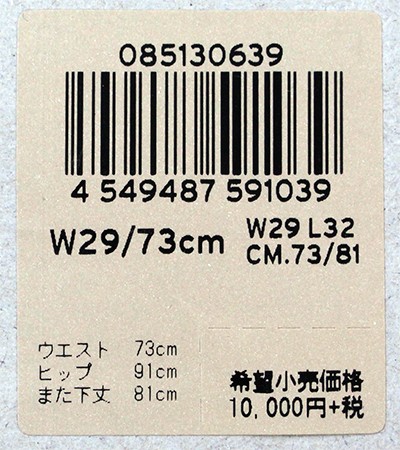 085130639
4 549487 591039
W29/73cm
W29 L32
CM.73/81
ウエスト 73cm
ヒップ 91cm
また下丈 81cm
希望小売価格
10,000円+税